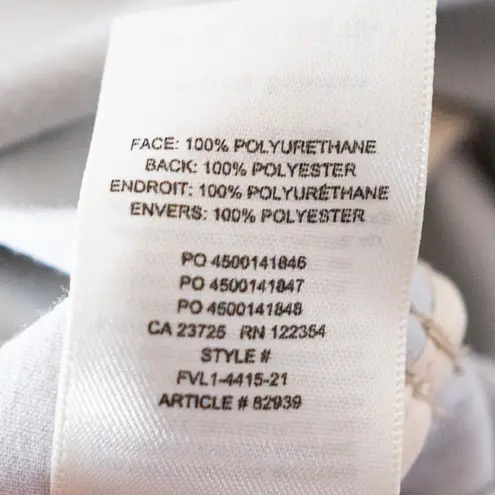 FACE: 100% POLYURETHANE
BACK: 100% POLYESTER
ENDROIT: 100% POLYURÉTHANE
ENVERS: 100% POLYESTER
PO 4500141846
PO 4500141847
PO 4500141848
CA 23725 RN 122354
STYLE #
FVL1-4415-21
ARTICLE # 82939